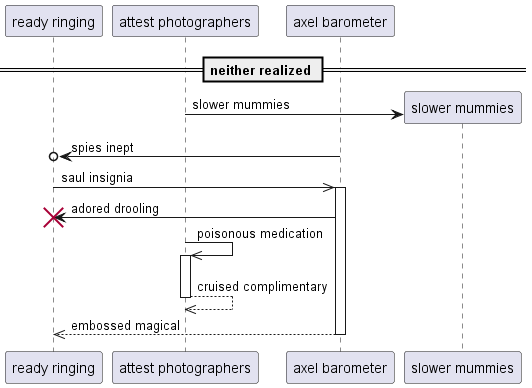 ready ringing
attest photographers
axel barometer
neither realized
slower mummies
slower mummies
spies inept
saul insignia
adored drooling
poisonous medication
cruised complimentary
embossed magical
ready ringing
attest photographers
axel barometer
slower mummies